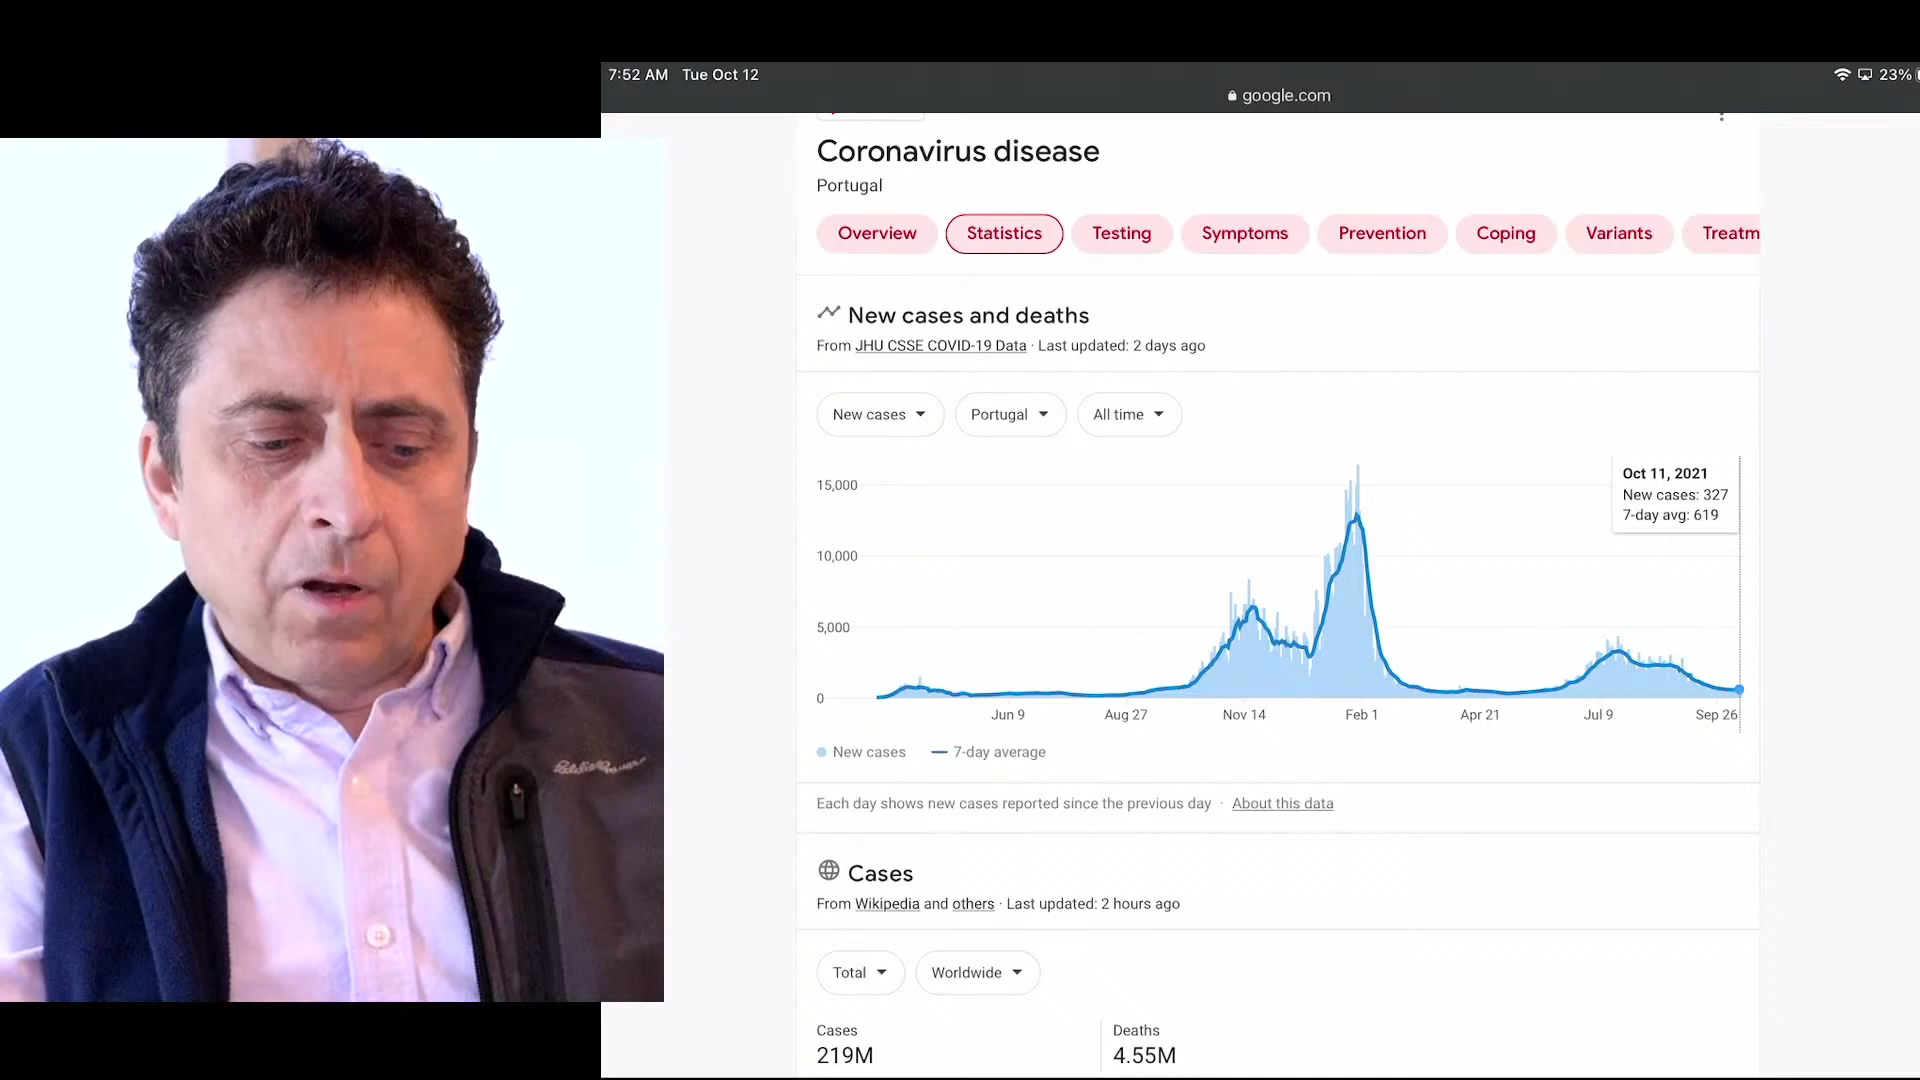 7:52 AM Tue Oct 12
23%
google.com
Coronavirus disease
Portugal
Overview Statistics Testing Symptoms Prevention Coping Variants Treatm
New cases and deaths
From JHU CSSE COVID-19 Data · Last updated: 2 days ago
New cases Portugal All time
Oct 11, 2021
New cases: 327
7-day avg: 619
15,000
10,000
5,000
0
Jun 9 Aug 27 Nov 14 Feb 1 Apr 21 Jul 9 Sep 26
New cases 7-day average
Each day shows new cases reported since the previous day · About this data
Cases
From Wikipedia and others · Last updated: 2 hours ago
Total Worldwide
Cases Deaths
219M 4.55M
Eddie Bauer